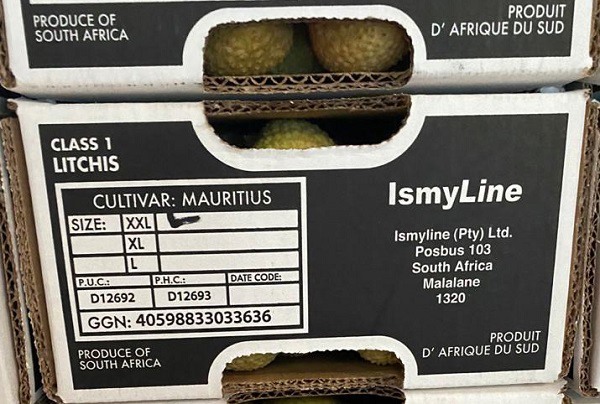 PRODUCE OF
SOUTH AFRICA
PRODUIT
D' AFRIQUE DU SUD
CLASS 1
LITCHIS
CULTIVAR: MAURITIUS
SIZE: XXL
XL
L
P.U.C.: P.H.C.: DATE CODE:
D12692 D12693
GGN: 40598833033636
IsmyLine
Ismyline (Pty) Ltd.
Posbus 103
South Africa
Malalane
1320
PRODUCE OF
SOUTH AFRICA
PRODUIT
D' AFRIQUE DU SUD